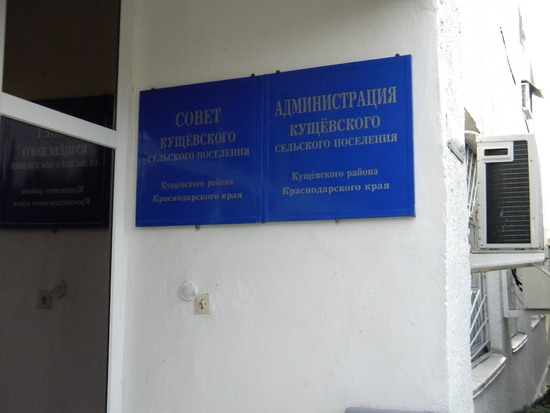 СОВЕТ
КУЩЁВСКОГО
СЕЛЬСКОГО ПОСЕЛЕНИЯ
Кущёвского района
Краснодарского края
АДМИНИСТРАЦИЯ
КУЩЁВСКОГО
СЕЛЬСКОГО ПОСЕЛЕНИЯ
Кущёвского района
Краснодарского края